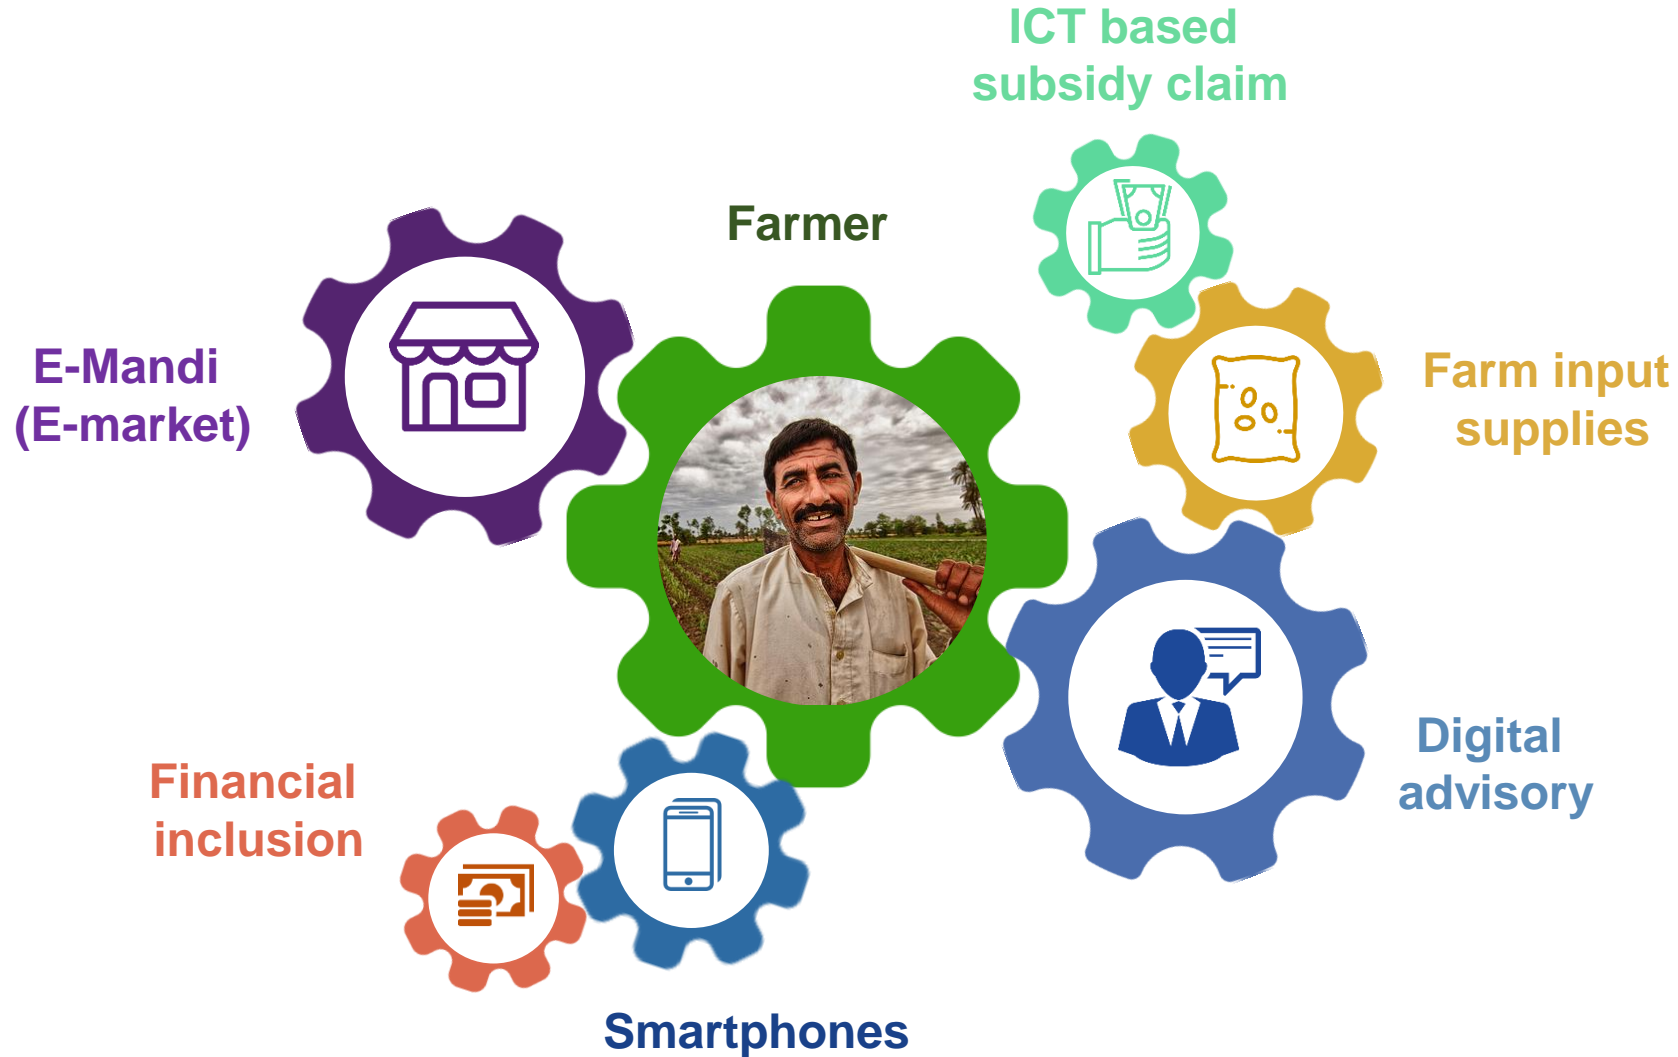 ICT based
subsidy claim
Farmer
E-Mandi
(E-market)
Farm input
supplies
Digital
advisory
Financial
inclusion
Smartphones